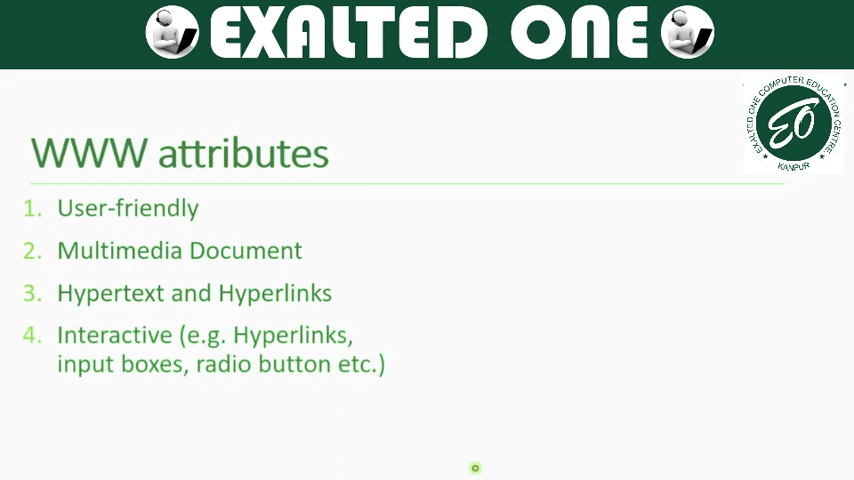 EXALTED ONE
EXALTED ONE COMPUTER EDUCATION CENTRE
EO
KANPUR
WWW attributes
1. User-friendly
2. Multimedia Document
3. Hypertext and Hyperlinks
4. Interactive (e.g. Hyperlinks,
input boxes, radio button etc.)